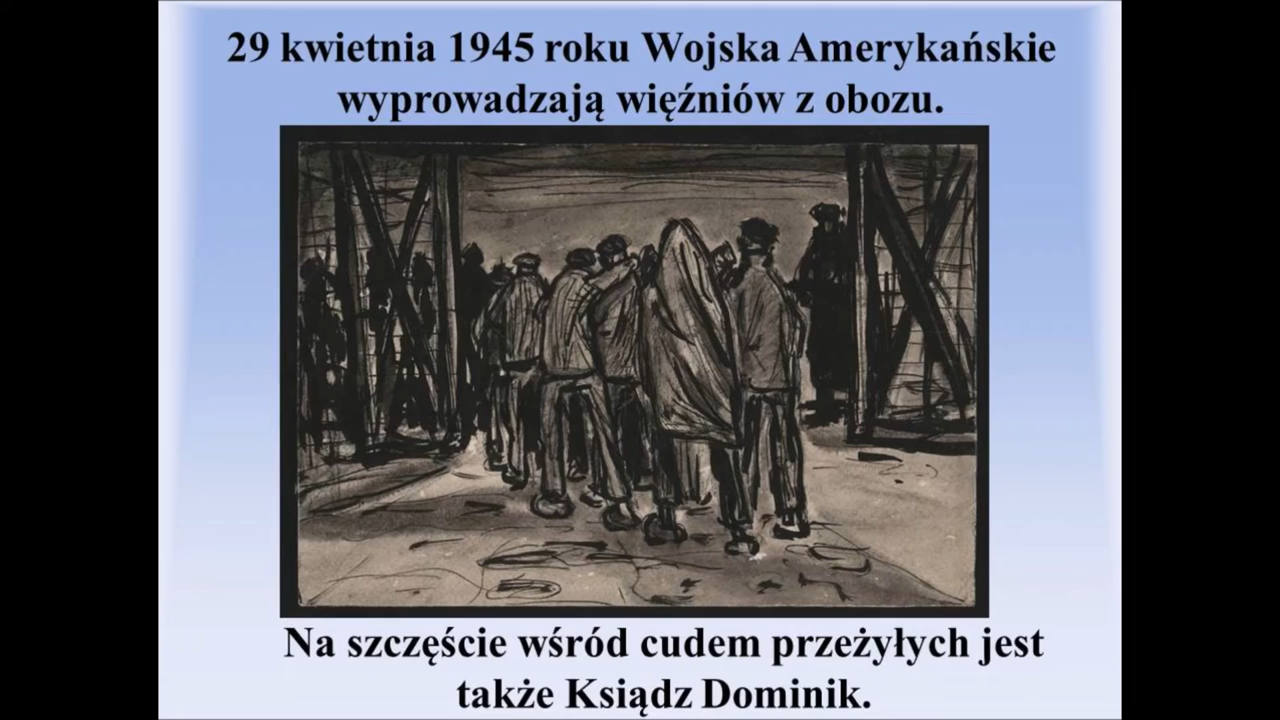 29 kwietnia 1945 roku Wojska Amerykańskie
wyprowadzają więźniów z obozu.
Na szczęście wśród cudem przeżyłych jest
także Ksiądz Dominik.